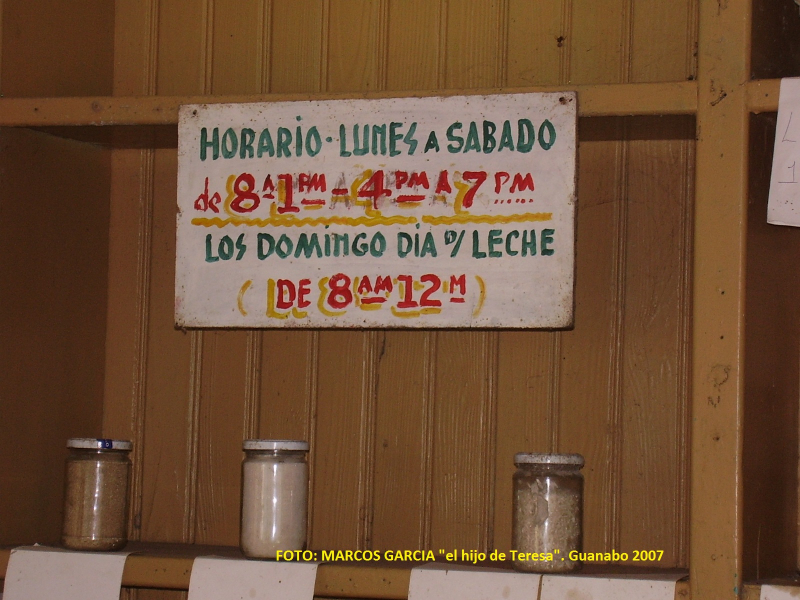 HORARIO · LUNES A SABADO
de 8 A 1 PM - 4 PM A 7 PM
LOS DOMINGO DIA D/ LECHE
(DE 8 AM 12 M)
FOTO: MARCOS GARCIA "el hijo de Teresa". Guanabo 2007